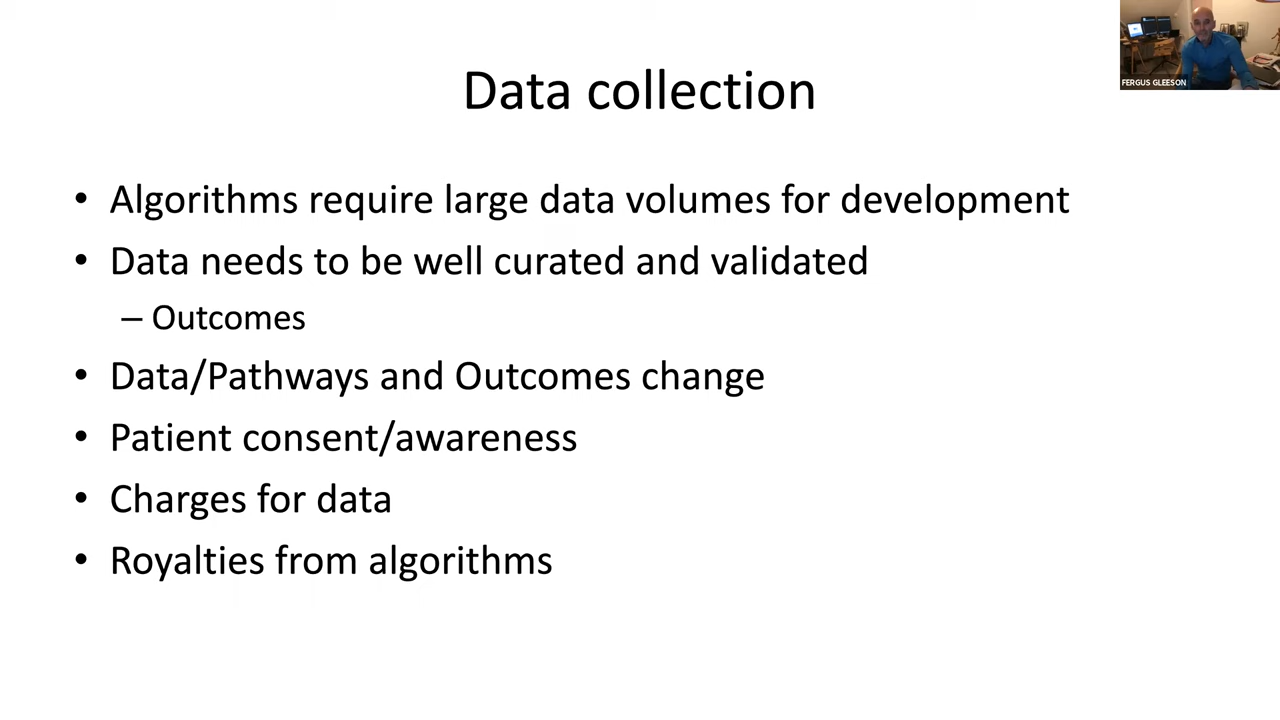 Data collection
FERGUS GLEESON
• Algorithms require large data volumes for development
• Data needs to be well curated and validated
– Outcomes
• Data/Pathways and Outcomes change
• Patient consent/awareness
• Charges for data
• Royalties from algorithms